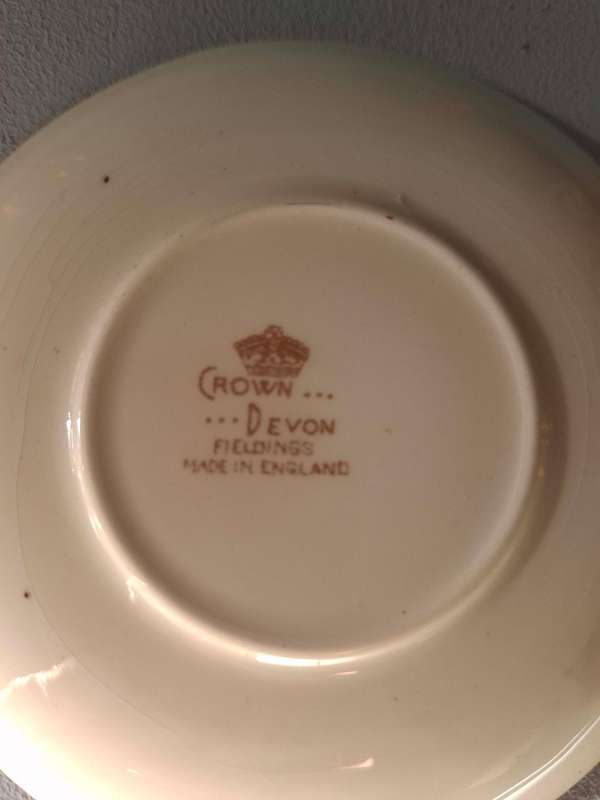 CROWN ...
... DEVON
FIELDINGS
MADE IN ENGLAND